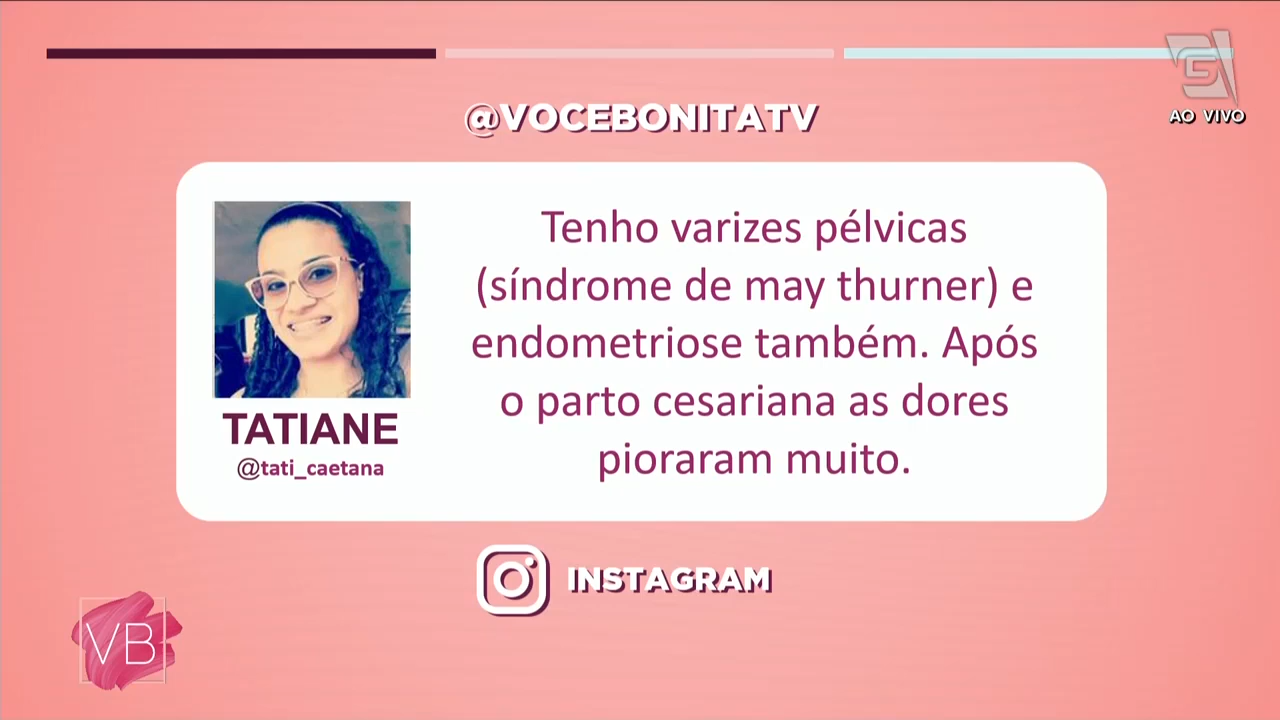 @VOCEBONITATV
AO VIVO
Tenho varizes pélvicas
(síndrome de may thurner) e
endometriose também. Após
o parto cesariana as dores
pioraram muito.
TATIANE
@tati_caetana
INSTAGRAM
VB